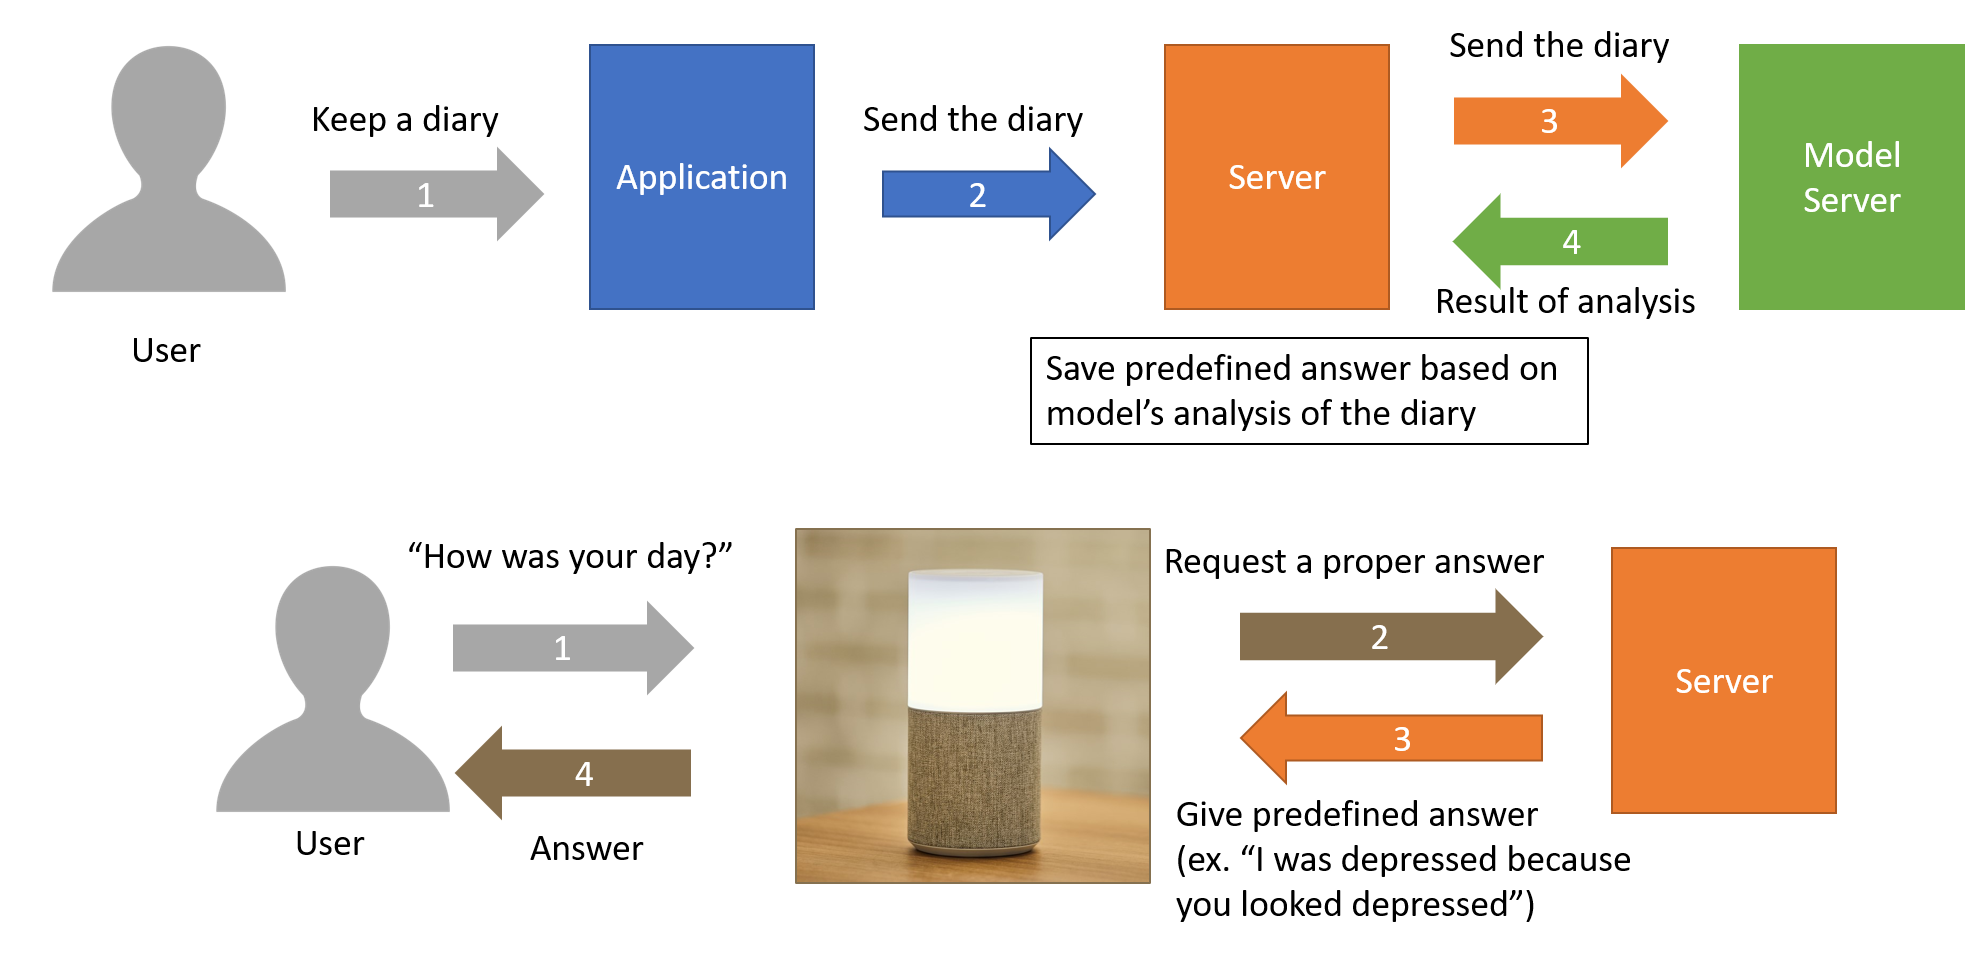 Keep a diary
1
User
Application
Send the diary
2
Server
Send the diary
3
4
Result of analysis
Model
Server
Save predefined answer based on
model’s analysis of the diary
“How was your day?”
1
4
Answer
User
Request a proper answer
2
3
Give predefined answer
(ex. “I was depressed because
you looked depressed”)
Server